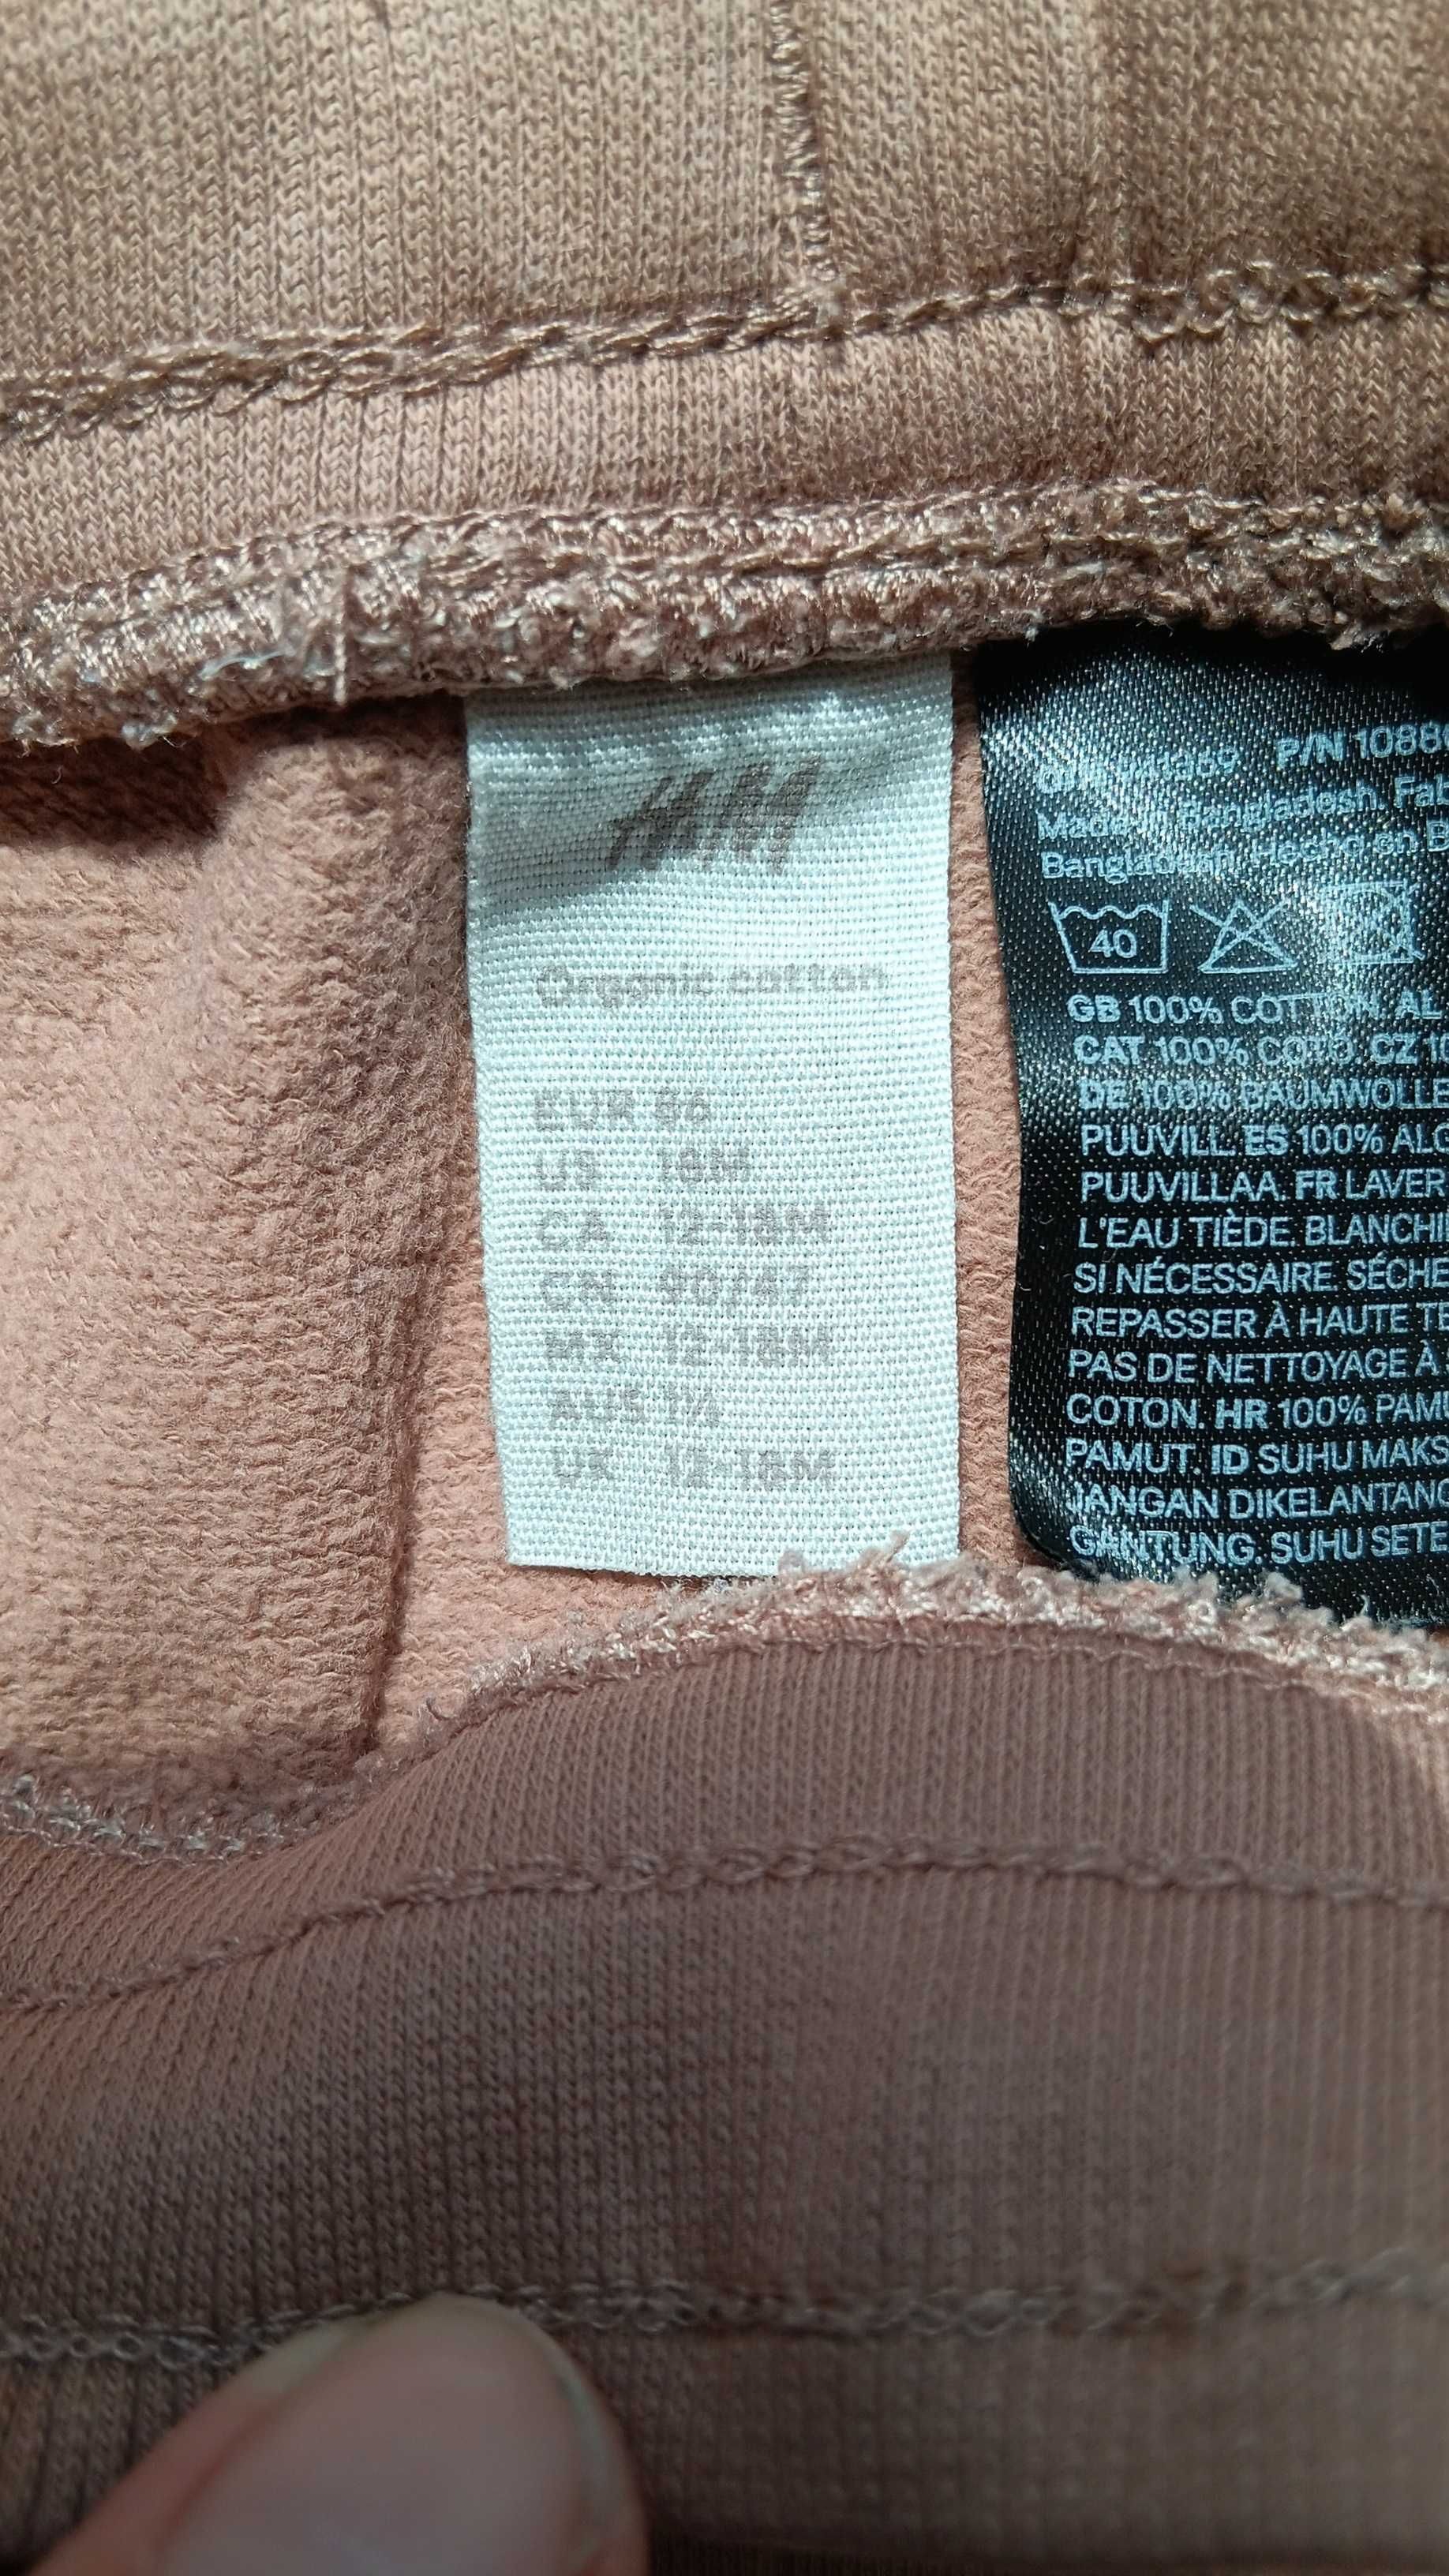 H&M
Organic cotton
EUR 86
US 18M
CA 12-18M
CN 90/47
MX 12-18M
AUS 1½
UK 12-18M
P/N 1088
Made Bangladesh.
Bangladesh. Hecho en B
40
GB 100% COTTON. AL
CAT 100% COTÓ. CZ 10
DE 100% BAUMWOLLE
PUUVILL. ES 100% ALG
PUUVILLAA. FR LAVER
L'EAU TIÈDE. BLANCHI
SI NÉCESSAIRE. SÉCHE
REPASSER À HAUTE TE
PAS DE NETTOYAGE À
COTON. HR 100% PAMU
PAMUT. ID SUHU MAKS
JANGAN DIKELANTANG
GANTUNG. SUHU SETE